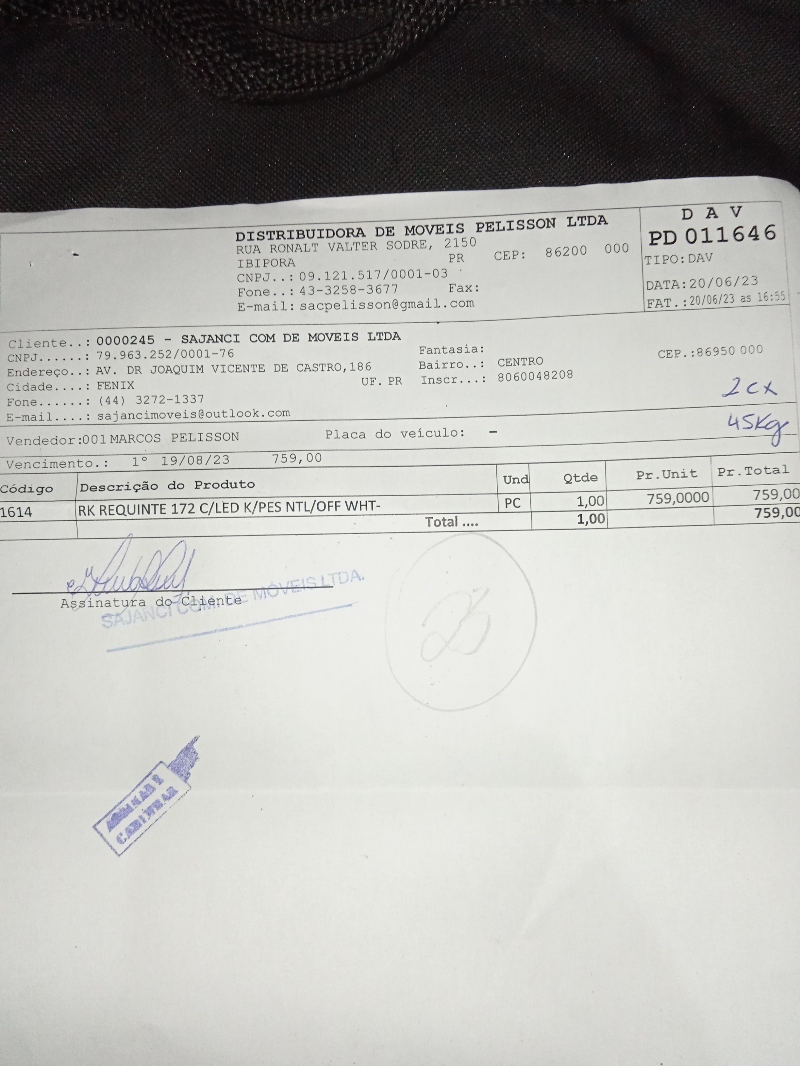 DISTRIBUIDORA DE MOVEIS PELISSON LTDA
RUA RONALT VALTER SODRE, 2150
IBIPORA PR CEP: 86200 000
CNPJ..: 09.121.517/0001-03
Fone..: 43-3258-3677 Fax:
E-mail: sacpelisson@gmail.com
D A V
PD 011646
TIPO:DAV
DATA:20/06/23
FAT.:20/06/23 as 16:55
Cliente..: 0000245 - SAJANCI COM DE MOVEIS LTDA
CNPJ......: 79.963.252/0001-76 Fantasia: CEP.:86950 000
Endereço..: AV. DR JOAQUIM VICENTE DE CASTRO,186 Bairro..: CENTRO
Cidade....: FENIX UF. PR Inscr...: 8060048208
Fone......: (44) 3272-1337
E-mail....: sajancimoveis@outlook.com
2 cx
45Kg
Vendedor:001 MARCOS PELISSON Placa do veículo: -
Vencimento.: 1° 19/08/23 759,00
Código Descrição do Produto Und Qtde Pr.Unit Pr.Total
1614 RK REQUINTE 172 C/LED K/PES NTL/OFF WHT- PC 1,00 759,0000 759,00
Total .... 1,00 759,00
Assinatura do Cliente
SAJANCI COM. DE MÓVEIS LTDA.
CARIMBAR